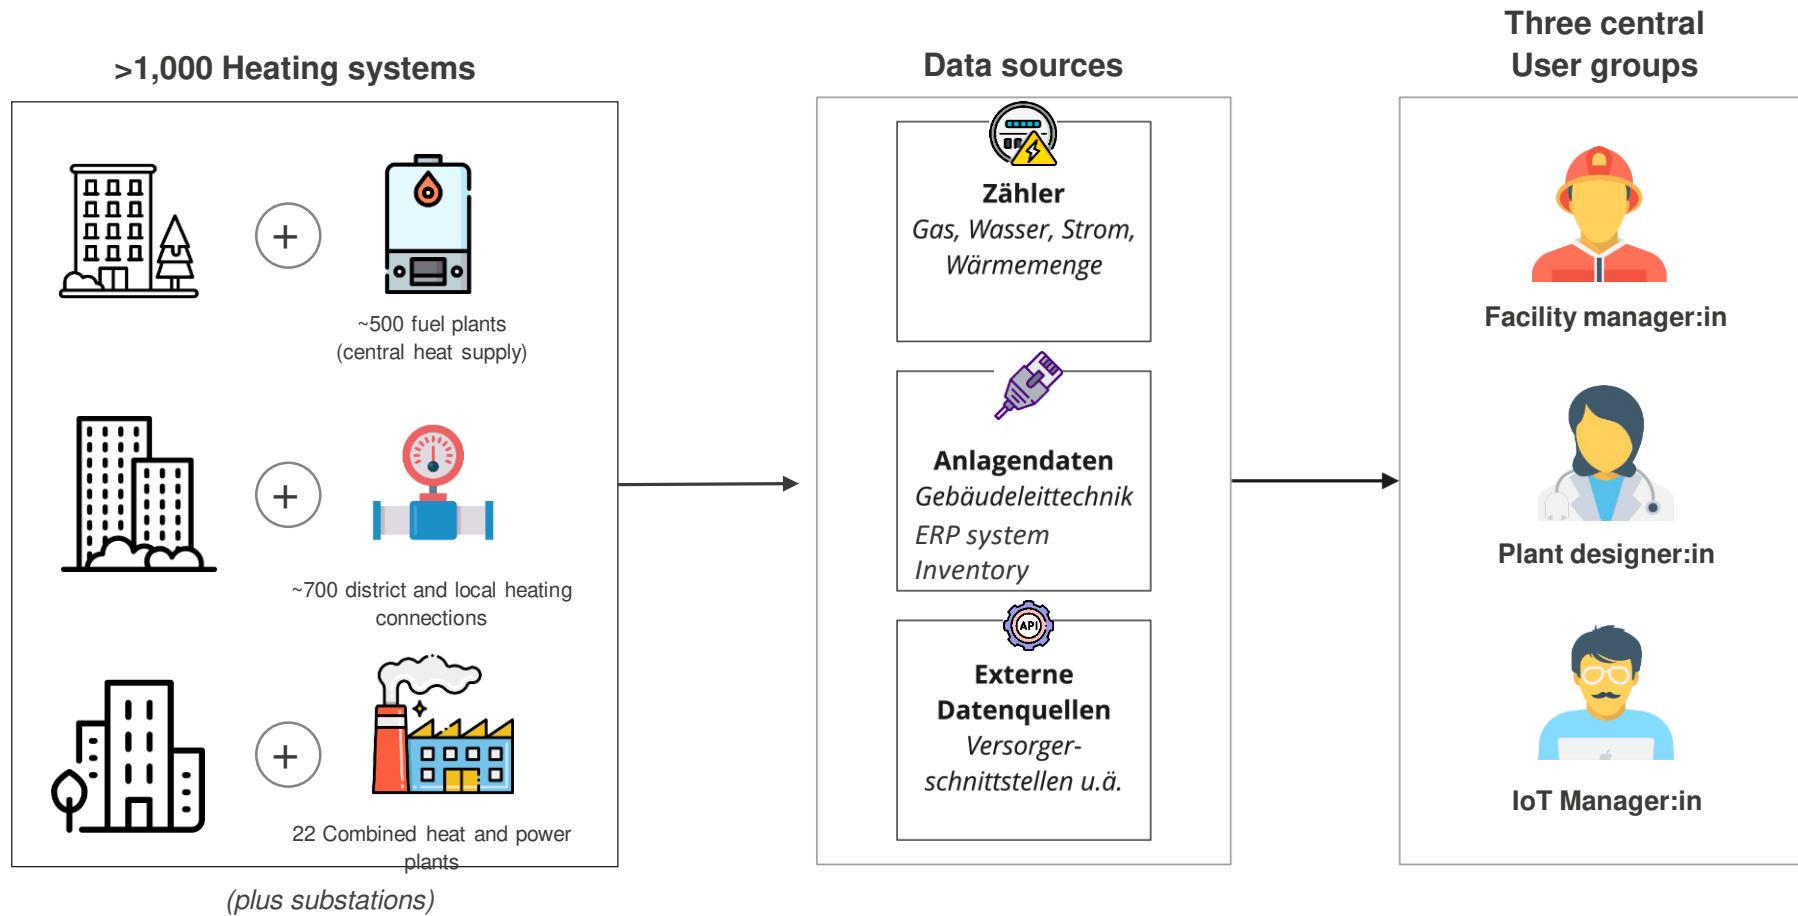 >1,000 Heating systems
~500 fuel plants
(central heat supply)
~700 district and local heating
connections
22 Combined heat and power
plants
(plus substations)
Data sources
Zähler
Gas, Wasser, Strom,
Wärmemenge
Anlagendaten
Gebäudeleittechnik
ERP system
Inventory
API
Externe
Datenquellen
Versorger-
schnittstellen u.ä.
Three central
User groups
Facility manager:in
Plant designer:in
IoT Manager:in